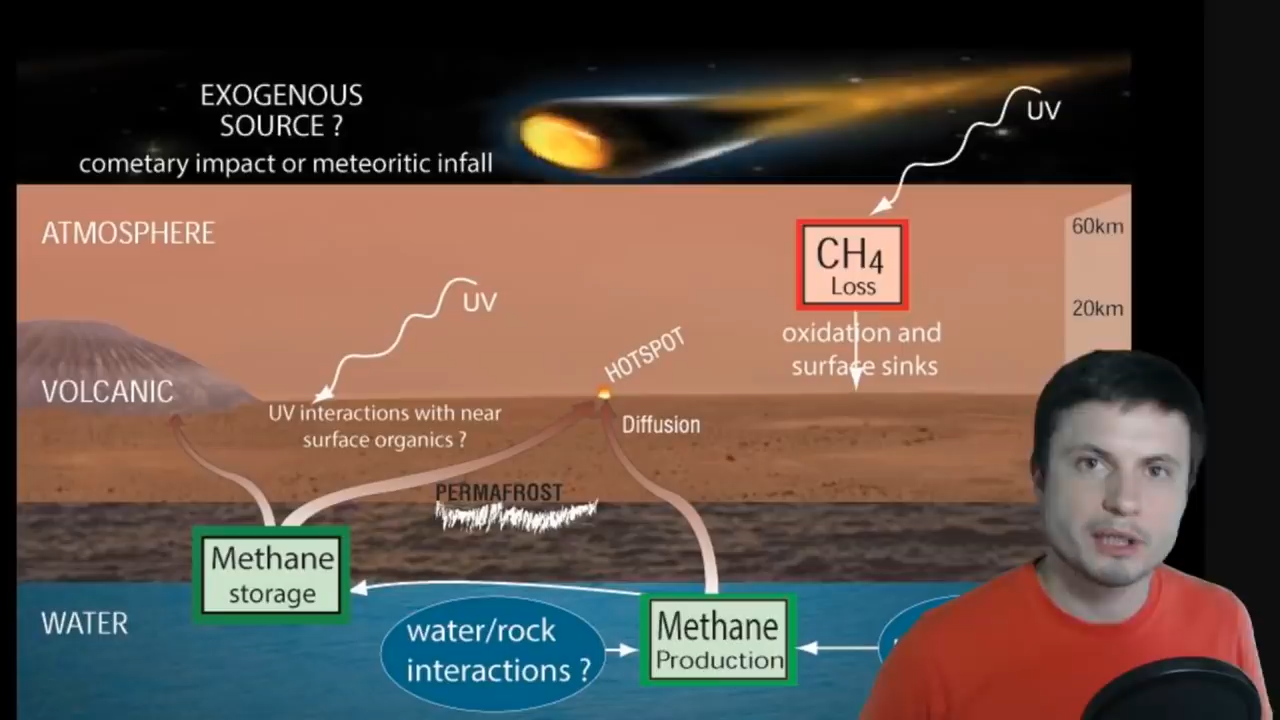 EXOGENOUS
SOURCE ?
cometary impact or meteoritic infall
UV
ATMOSPHERE
CH4
Loss
60km
20km
oxidation and
surface sinks
UV
HOTSPOT
VOLCANIC
UV interactions with near
surface organics ?
Diffusion
PERMAFROST
Methane
storage
WATER
water/rock
interactions ?
Methane
Production